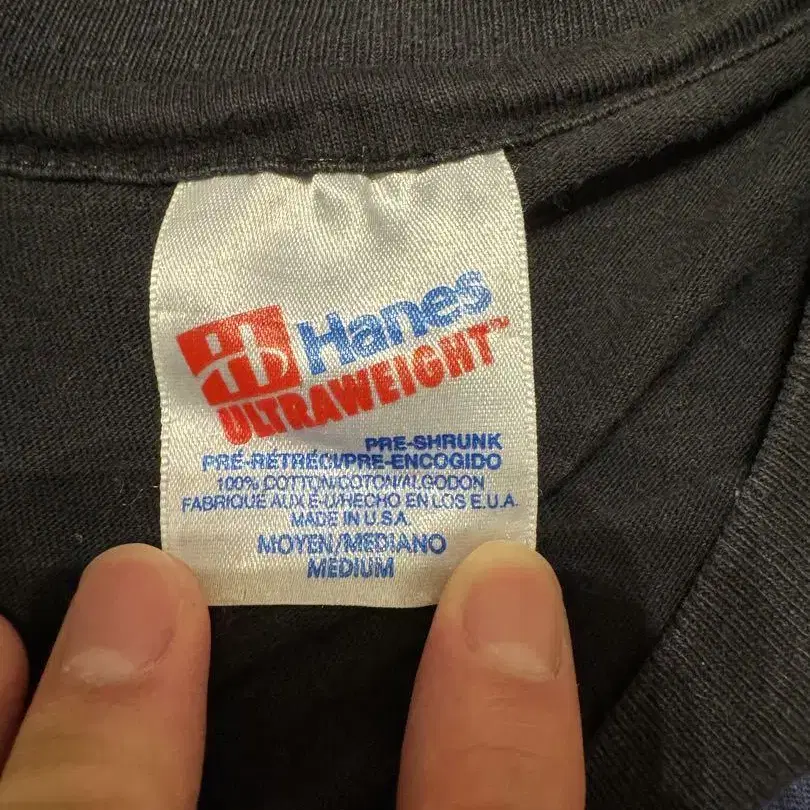 Hanes
ULTRAWEIGHT™
PRE-SHRUNK
PRÉ-RÉTRÉCI/PRE-ENCOGIDO
100% COTTON/COTON/ALGODON
FABRIQUÉ AUX É-U/HECHO EN LOS E.U.A.
MADE IN U.S.A.
MOYEN/MEDIANO
MEDIUM